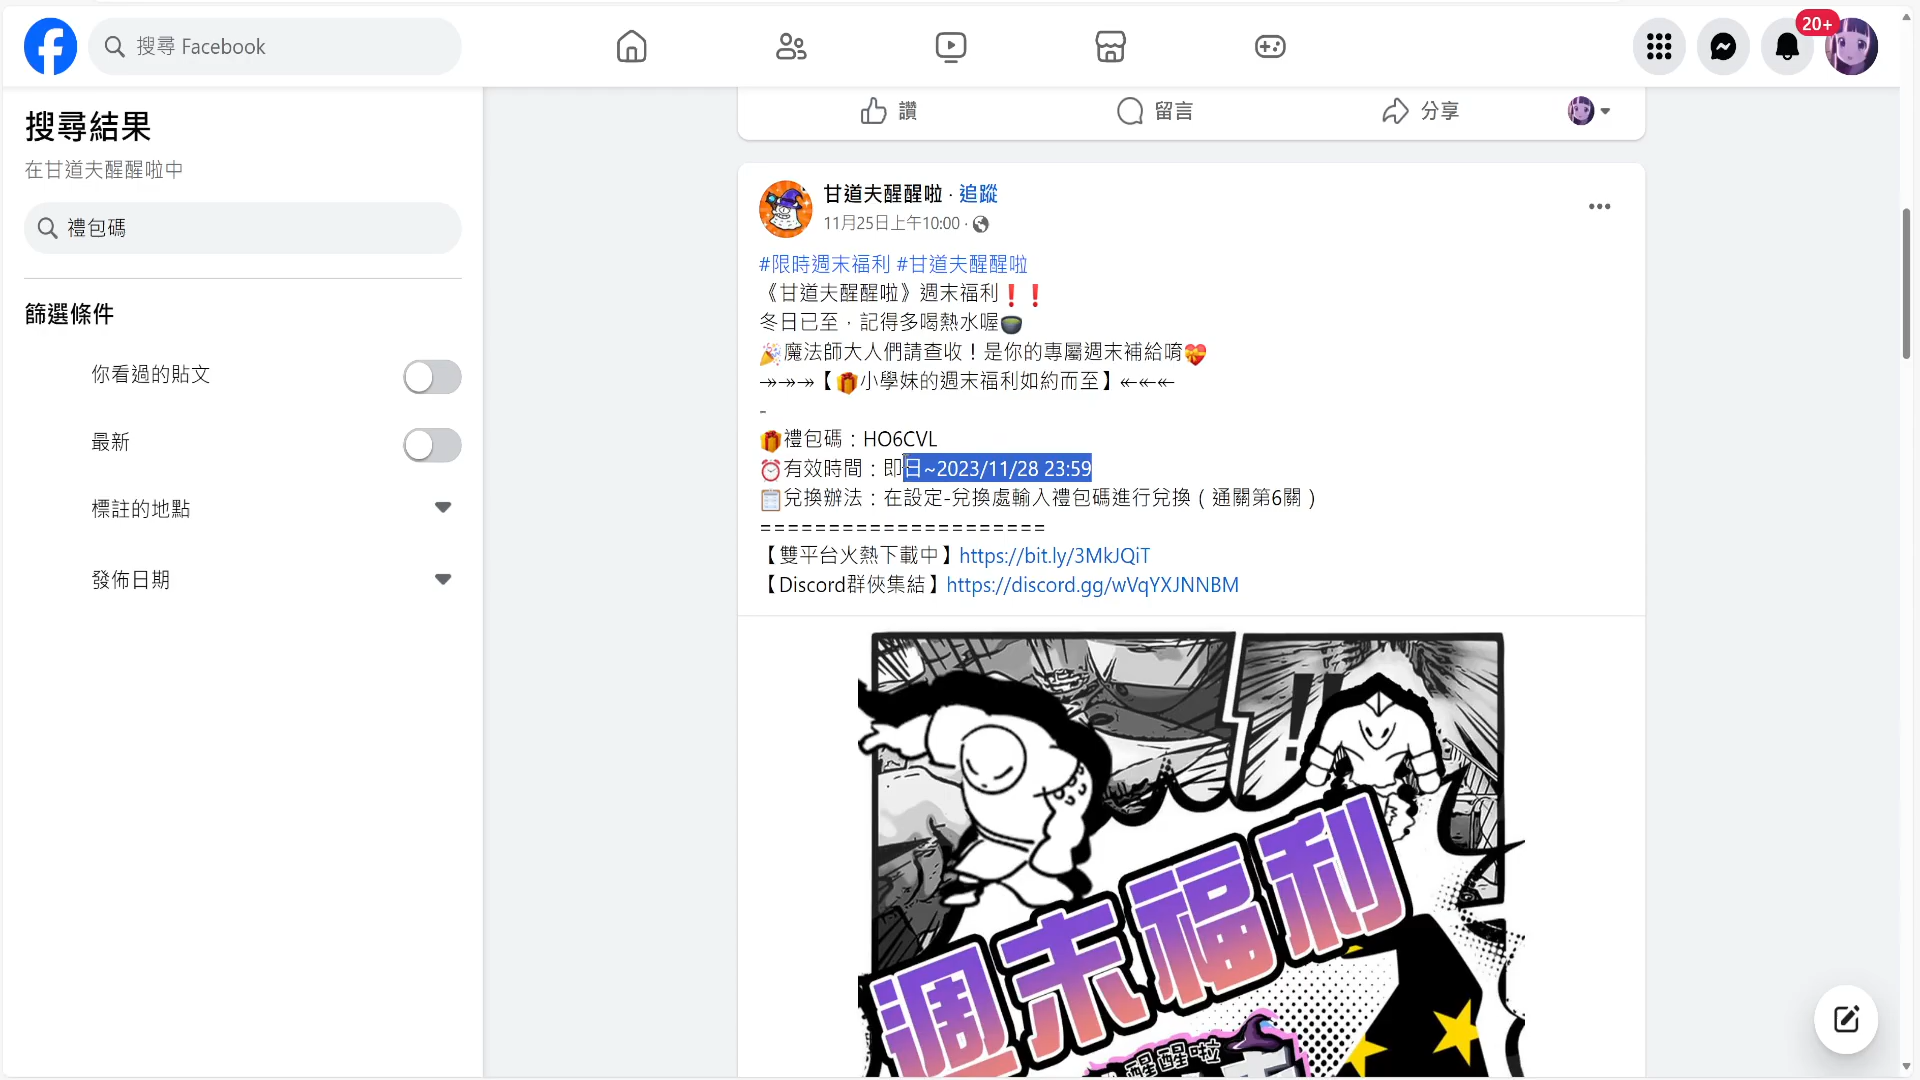 搜尋 Facebook
20+
搜尋結果
在甘道夫醒醒啦中
禮包碼
篩選條件
你看過的貼文
最新
標註的地點
發佈日期
讚
留言
分享
甘道夫醒醒啦 · 追蹤
11月25日上午10:00 ·
#限時週末福利 #甘道夫醒醒啦
《甘道夫醒醒啦》週末福利❗❗
冬日已至，記得多喝熱水喔🍵
🎉魔法師大人們請查收！是你的專屬週末補給唷💝
↠↠↠【🎁小學妹的週末福利如約而至】↞↞↞
-
🎁禮包碼：HO6CVL
⏰有效時間：即日~2023/11/28 23:59
📋兌換辦法：在設定-兌換處輸入禮包碼進行兌換（通關第6關）
=====================
【雙平台火熱下載中】https://bit.ly/3MkJQiT
【Discord群俠集結】https://discord.gg/wVqYXJNNBM
!!
週末福利
醒醒啦